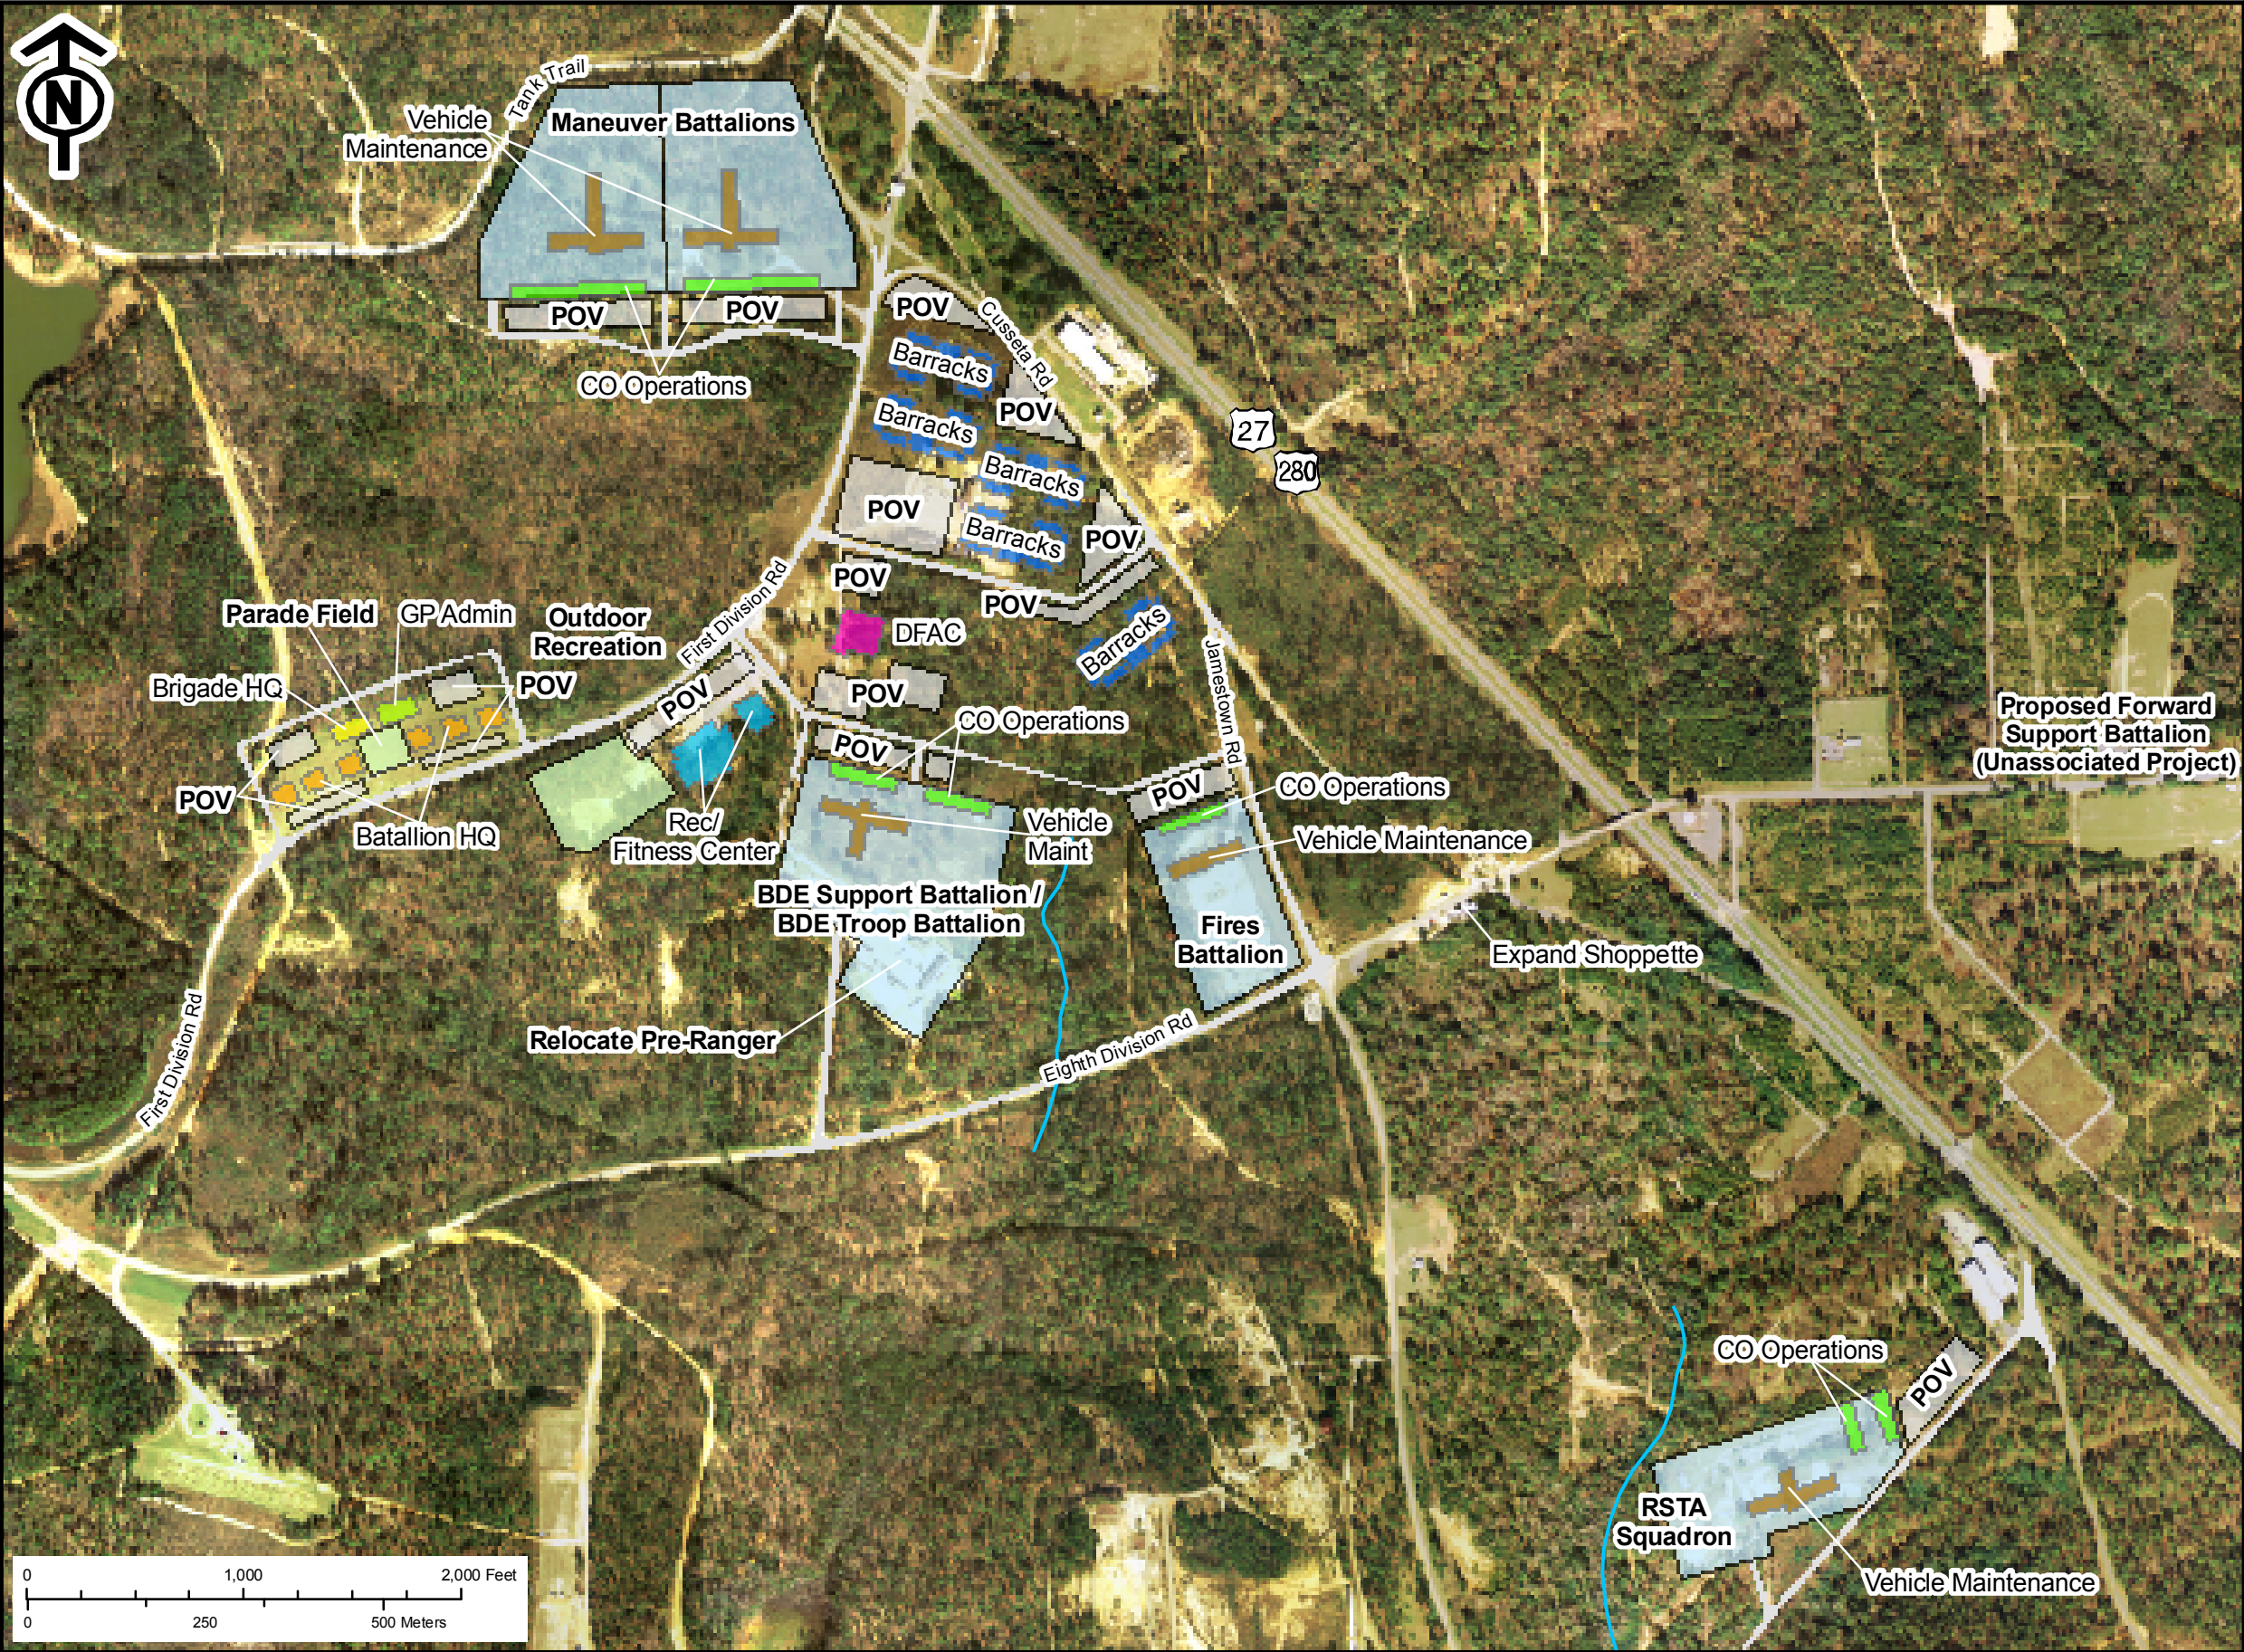 N
Tank Trail
Vehicle
Maintenance
Maneuver Battalions
POV
POV
CO Operations
POV
Cusseta Rd
Barracks
POV
Barracks
27
280
Barracks
POV
Barracks
POV
POV
POV
First Division Rd
DFAC
Barracks
Jamestown Rd
Parade Field
GP Admin
Outdoor
Recreation
Brigade HQ
POV
POV
POV
POV
Batallion HQ
Rec/
Fitness Center
CO Operations
POV
Vehicle
Maint
BDE Support Battalion /
BDE Troop Battalion
Relocate Pre-Ranger
POV
CO Operations
Vehicle Maintenance
Fires
Battalion
Expand Shoppette
Proposed Forward
Support Battalion
(Unassociated Project)
First Division Rd
Eighth Division Rd
CO Operations
POV
RSTA
Squadron
Vehicle Maintenance
0 1,000 2,000 Feet
0 250 500 Meters